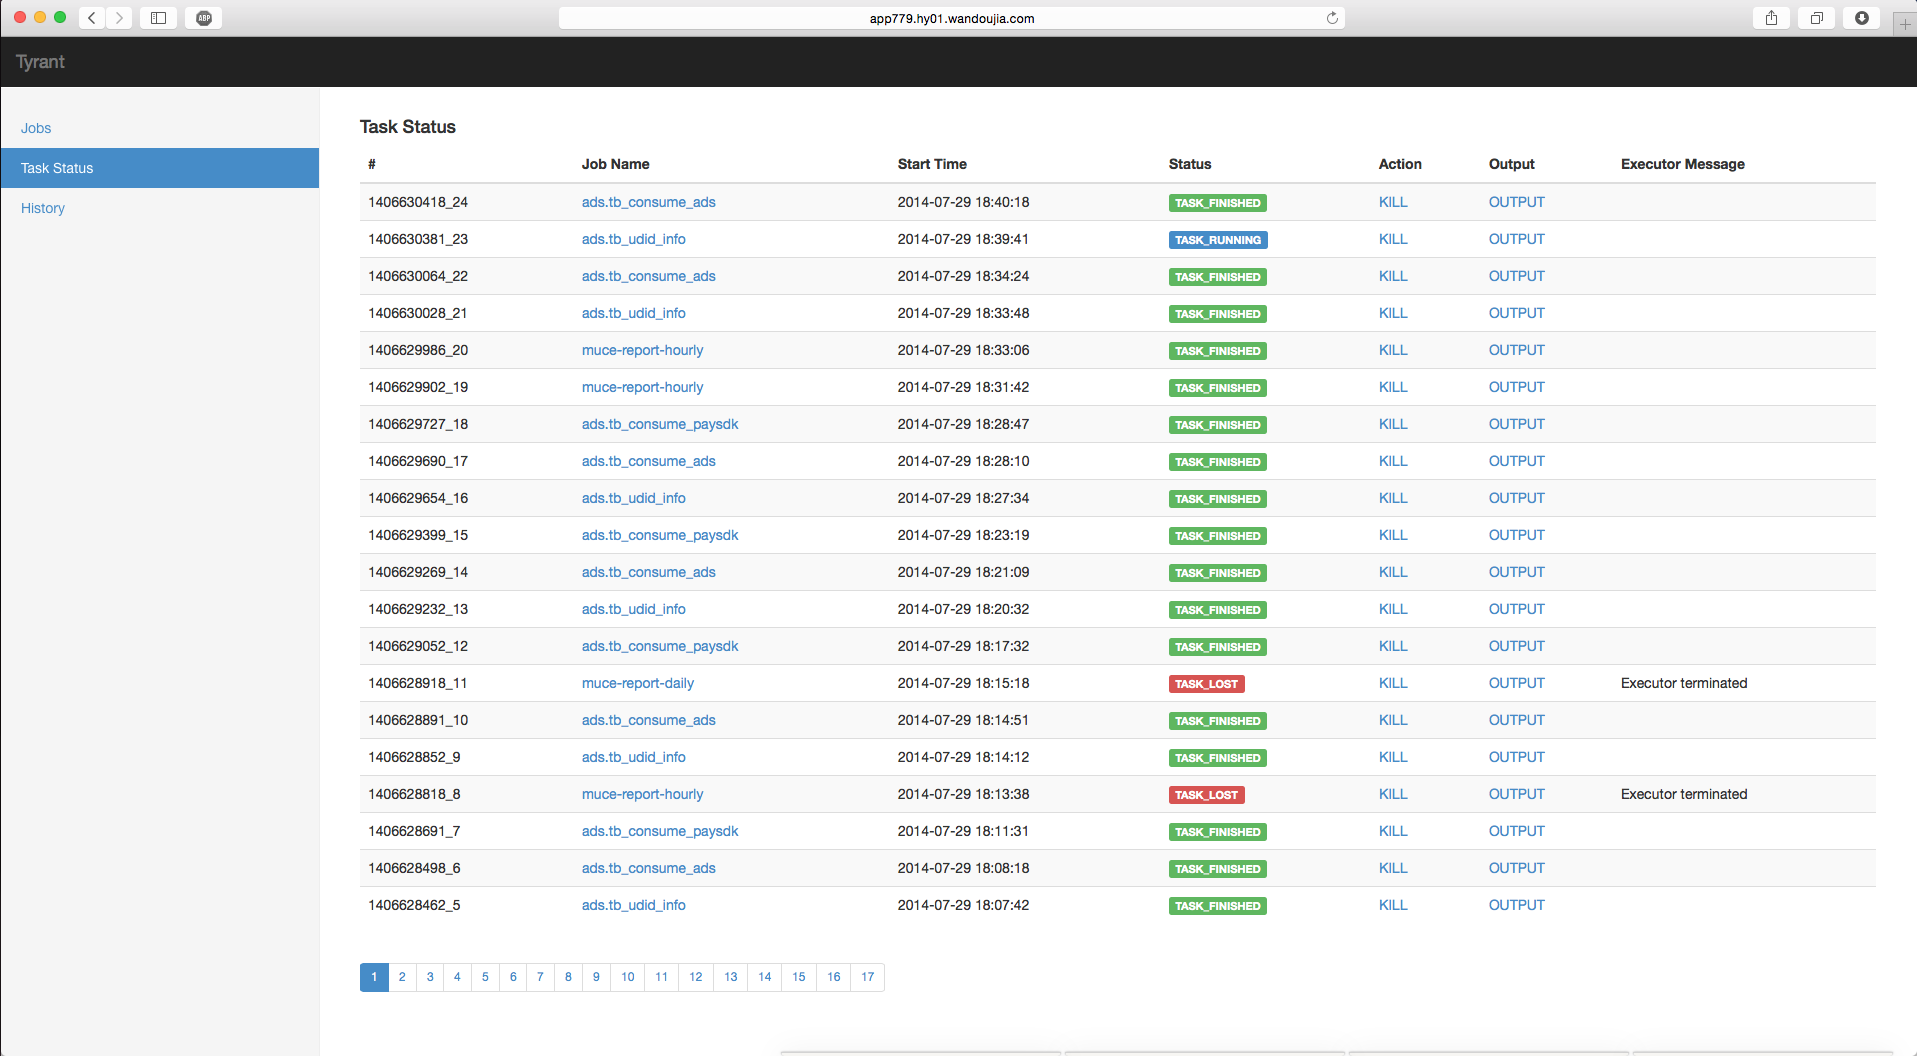 ABP
app779.hy01.wandoujia.com
Tyrant
Jobs
Task Status
History
Task Status
# Job Name Start Time Status Action Output Executor Message
1406630418_24 ads.tb_consume_ads 2014-07-29 18:40:18 TASK_FINISHED KILL OUTPUT
1406630381_23 ads.tb_udid_info 2014-07-29 18:39:41 TASK_RUNNING KILL OUTPUT
1406630064_22 ads.tb_consume_ads 2014-07-29 18:34:24 TASK_FINISHED KILL OUTPUT
1406630028_21 ads.tb_udid_info 2014-07-29 18:33:48 TASK_FINISHED KILL OUTPUT
1406629986_20 muce-report-hourly 2014-07-29 18:33:06 TASK_FINISHED KILL OUTPUT
1406629902_19 muce-report-hourly 2014-07-29 18:31:42 TASK_FINISHED KILL OUTPUT
1406629727_18 ads.tb_consume_paysdk 2014-07-29 18:28:47 TASK_FINISHED KILL OUTPUT
1406629690_17 ads.tb_consume_ads 2014-07-29 18:28:10 TASK_FINISHED KILL OUTPUT
1406629654_16 ads.tb_udid_info 2014-07-29 18:27:34 TASK_FINISHED KILL OUTPUT
1406629399_15 ads.tb_consume_paysdk 2014-07-29 18:23:19 TASK_FINISHED KILL OUTPUT
1406629269_14 ads.tb_consume_ads 2014-07-29 18:21:09 TASK_FINISHED KILL OUTPUT
1406629232_13 ads.tb_udid_info 2014-07-29 18:20:32 TASK_FINISHED KILL OUTPUT
1406629052_12 ads.tb_consume_paysdk 2014-07-29 18:17:32 TASK_FINISHED KILL OUTPUT
1406628918_11 muce-report-daily 2014-07-29 18:15:18 TASK_LOST KILL OUTPUT Executor terminated
1406628891_10 ads.tb_consume_ads 2014-07-29 18:14:51 TASK_FINISHED KILL OUTPUT
1406628852_9 ads.tb_udid_info 2014-07-29 18:14:12 TASK_FINISHED KILL OUTPUT
1406628818_8 muce-report-hourly 2014-07-29 18:13:38 TASK_LOST KILL OUTPUT Executor terminated
1406628691_7 ads.tb_consume_paysdk 2014-07-29 18:11:31 TASK_FINISHED KILL OUTPUT
1406628498_6 ads.tb_consume_ads 2014-07-29 18:08:18 TASK_FINISHED KILL OUTPUT
1406628462_5 ads.tb_udid_info 2014-07-29 18:07:42 TASK_FINISHED KILL OUTPUT
1 2 3 4 5 6 7 8 9 10 11 12 13 14 15 16 17